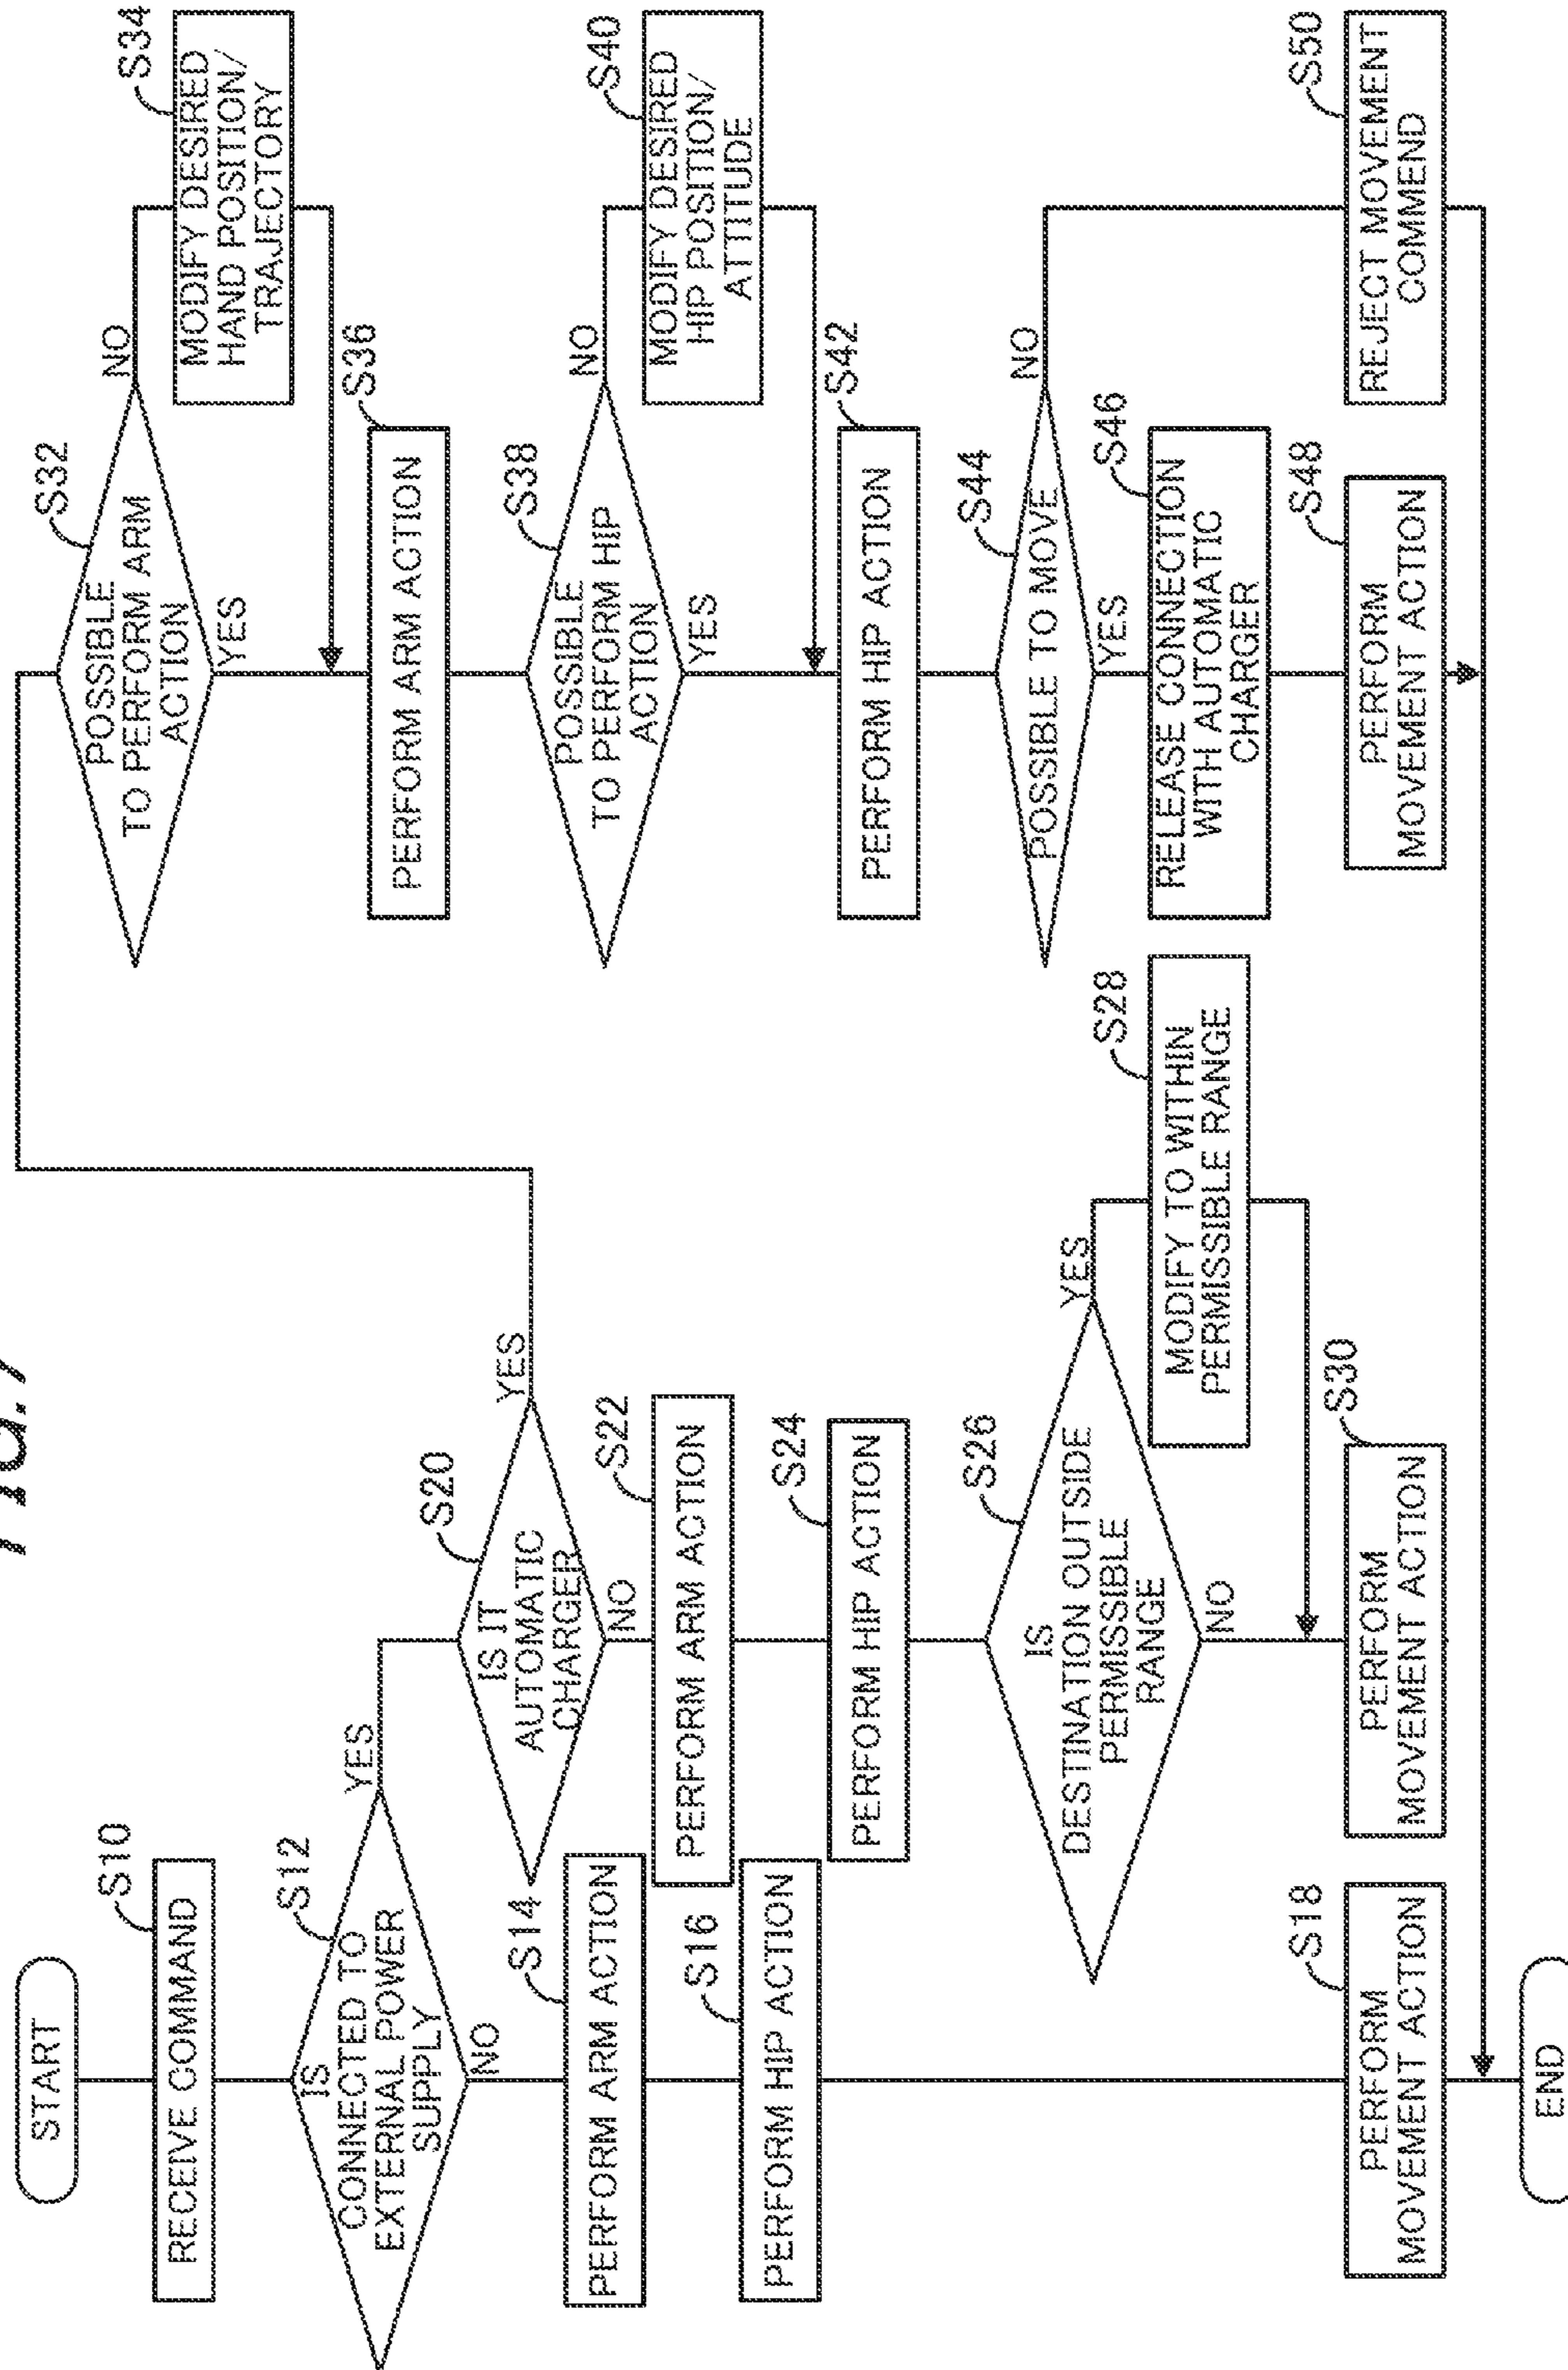 FIG. 7
START
S10
RECEIVE COMMAND
S12
IS
CONNECTED TO
EXTERNAL POWER
SUPPLY
YES
NO
S14
PERFORM ARM ACTION
S16
PERFORM HIP ACTION
S18
PERFORM
MOVEMENT ACTION
END
S20
IS IT
AUTOMATIC
CHARGER
YES
NO
S22
PERFORM ARM ACTION
S24
PERFORM HIP ACTION
S26
IS
DESTINATION OUTSIDE
PERMISSIBLE
RANGE
YES
NO
S28
MODIFY TO WITHIN
PERMISSIBLE RANGE
S30
PERFORM
MOVEMENT ACTION
S32
POSSIBLE
TO PERFORM ARM
ACTION
NO
YES
S34
MODIFY DESIRED
HAND POSITION/
TRAJECTORY
S36
PERFORM ARM ACTION
S38
POSSIBLE
TO PERFORM HIP
ACTION
NO
YES
S40
MODIFY DESIRED
HIP POSITION/
ATTITUDE
S42
PERFORM HIP ACTION
S44
POSSIBLE TO MOVE
NO
YES
S46
RELEASE CONNECTION
WITH AUTOMATIC
CHARGER
S48
PERFORM
MOVEMENT ACTION
S50
REJECT MOVEMENT
COMMEND